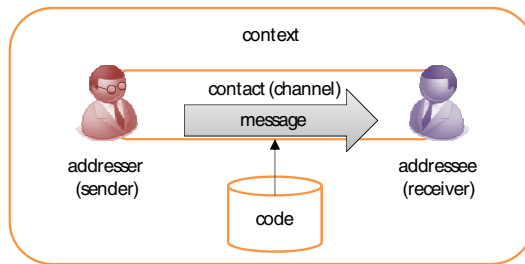 context
contact (channel)
message
addresser
(sender)
addressee
(receiver)
code